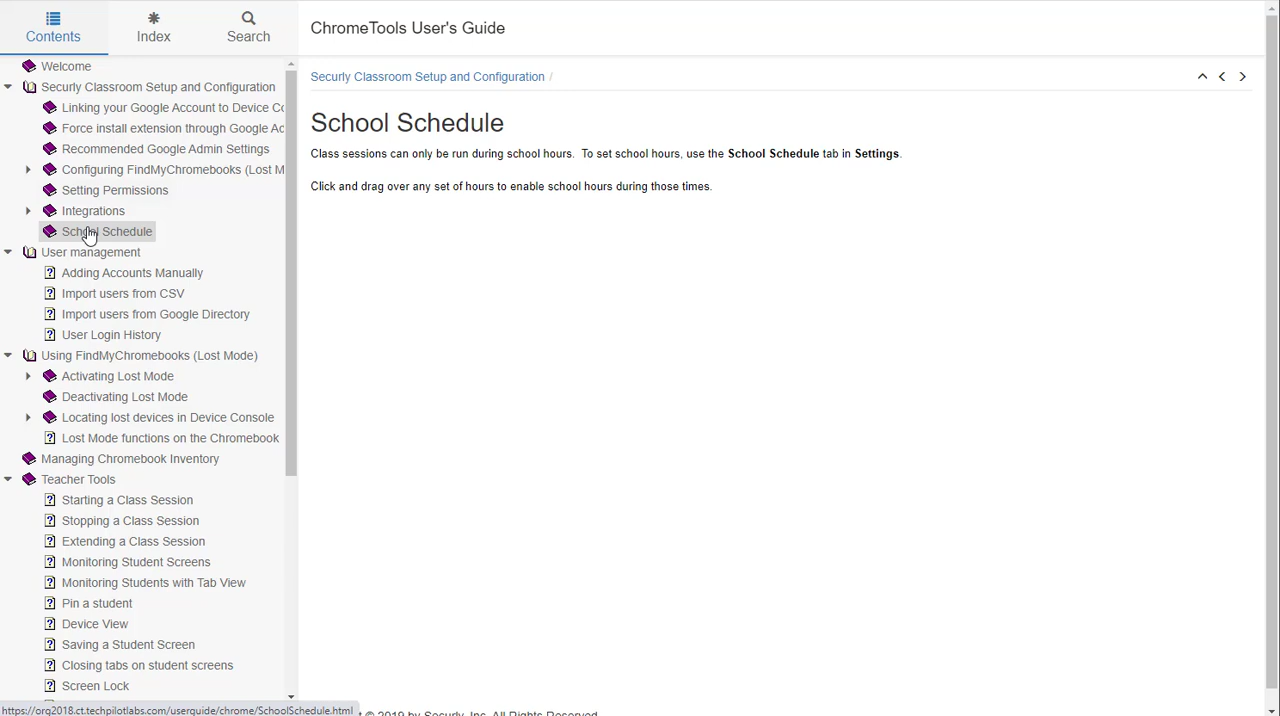 Contents
Index
Search
ChromeTools User's Guide
Welcome
Securly Classroom Setup and Configuration
Linking your Google Account to Device Co
Force install extension through Google Ac
Recommended Google Admin Settings
Configuring FindMyChromebooks (Lost M
Setting Permissions
Integrations
School Schedule
User management
Adding Accounts Manually
Import users from CSV
Import users from Google Directory
User Login History
Using FindMyChromebooks (Lost Mode)
Activating Lost Mode
Deactivating Lost Mode
Locating lost devices in Device Console
Lost Mode functions on the Chromebook
Managing Chromebook Inventory
Teacher Tools
Starting a Class Session
Stopping a Class Session
Extending a Class Session
Monitoring Student Screens
Monitoring Students with Tab View
Pin a student
Device View
Saving a Student Screen
Closing tabs on student screens
Screen Lock
Securly Classroom Setup and Configuration /
School Schedule
Class sessions can only be run during school hours. To set school hours, use the School Schedule tab in Settings.
Click and drag over any set of hours to enable school hours during those times.
https://org2018.ct.techpilotlabs.com/userguide/chrome/SchoolSchedule.html
© 2019 by Securly, Inc. All Rights Reserved